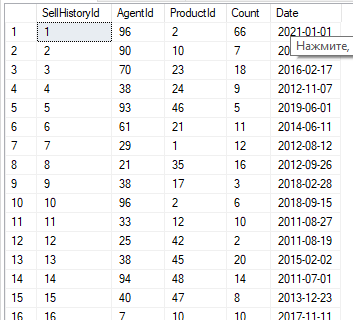 SellHistoryId AgentId ProductId Count Date
1 1 96 2 66 2021-01-01
Нажмите,
2 2 90 10 7
3 3 70 23 18 2016-02-17
4 4 38 24 9 2012-11-07
5 5 93 46 5 2019-06-01
6 6 61 21 11 2014-06-11
7 7 29 1 12 2012-08-12
8 8 21 35 16 2012-09-26
9 9 38 17 3 2018-02-28
10 10 96 2 6 2018-09-15
11 11 33 12 10 2011-08-27
12 12 25 42 2 2011-08-19
13 13 38 45 20 2015-02-02
14 14 94 48 14 2011-07-01
15 15 40 47 8 2013-12-23
16 16 7 10 10 2017-11-11